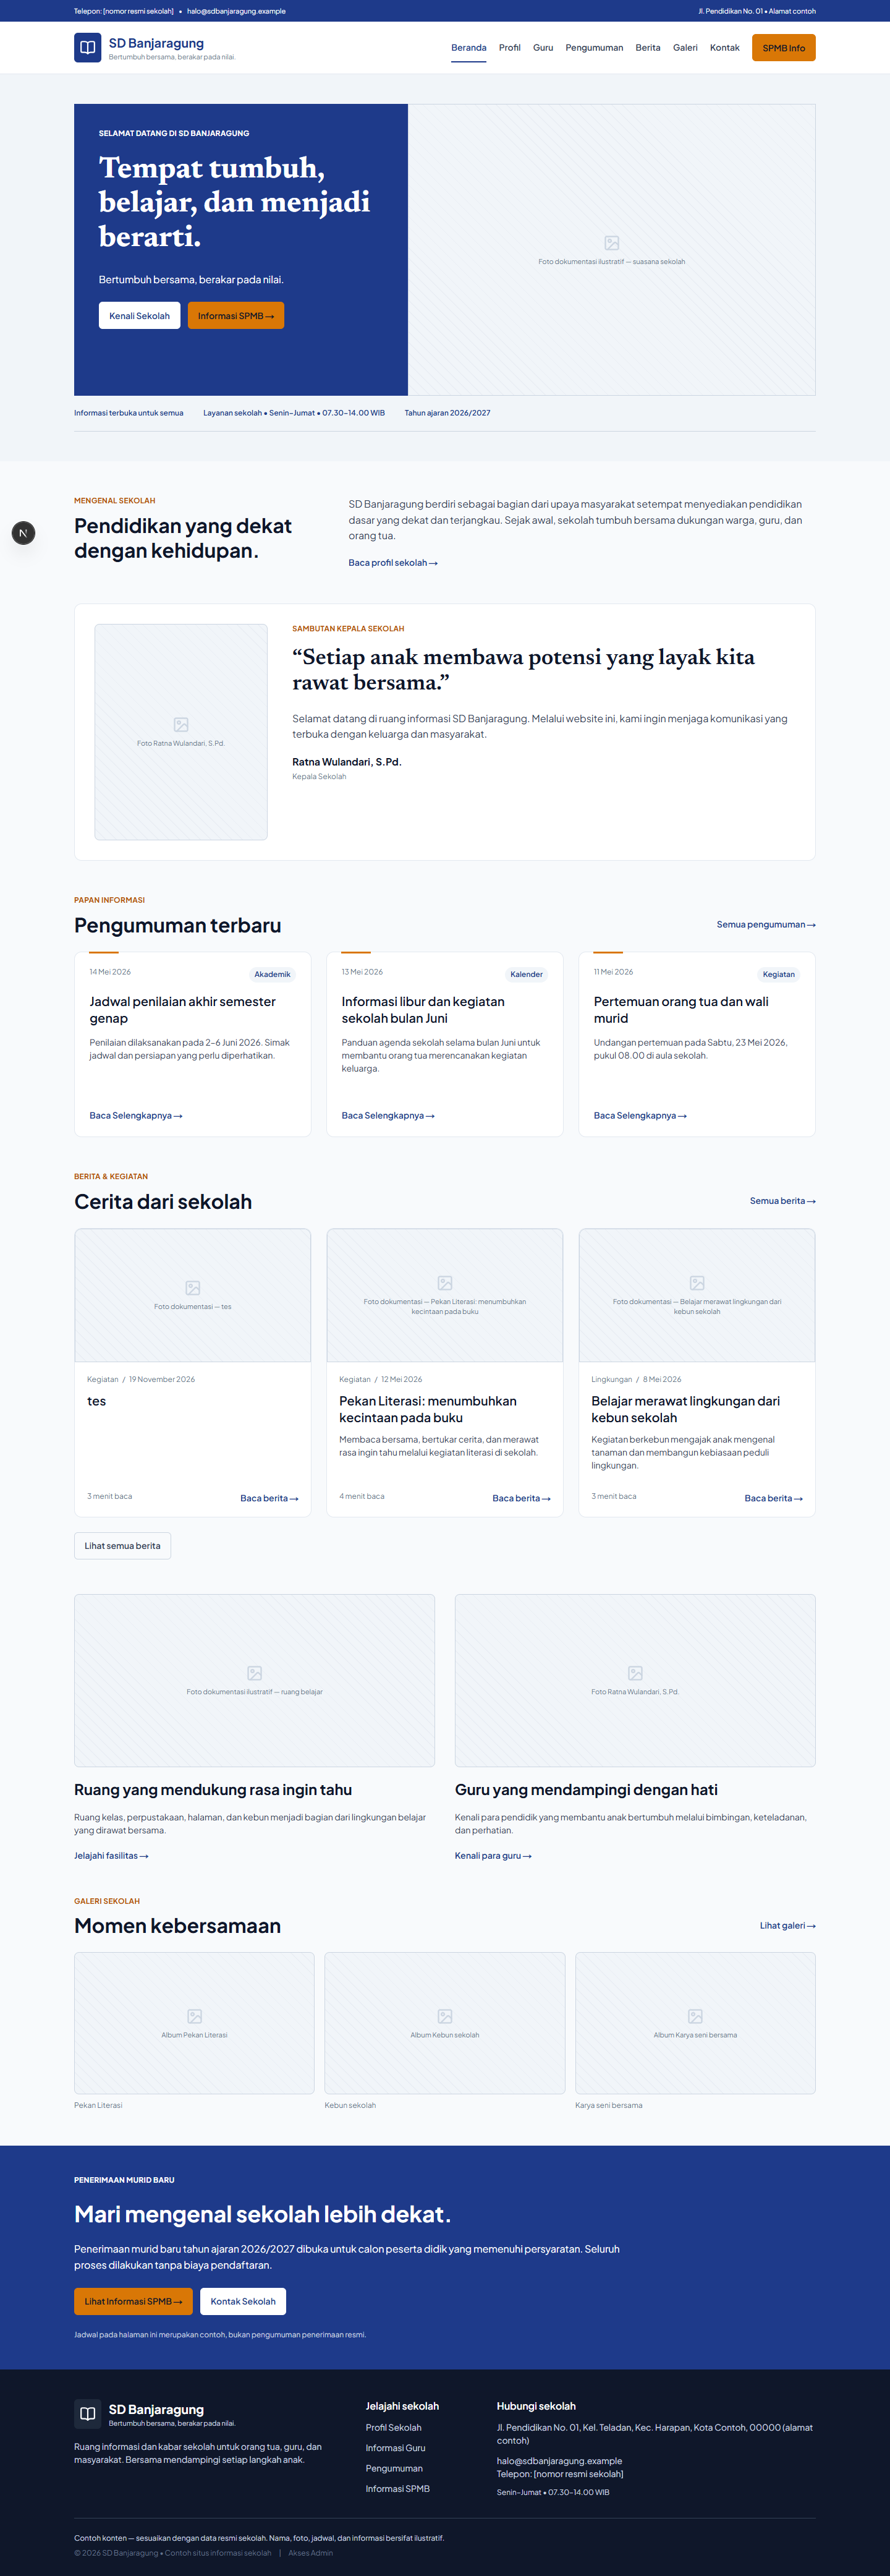 Telepon: [nomor resmi sekolah] • halo@sdbanjaragung.example
Jl. Pendidikan No. 01 • Alamat contoh
SD Banjaragung
Bertumbuh bersama, berakar pada nilai.
Beranda Profil Guru Pengumuman Berita Galeri Kontak SPMB Info
SELAMAT DATANG DI SD BANJARAGUNG
Tempat tumbuh,
belajar, dan menjadi
berarti.
Bertumbuh bersama, berakar pada nilai.
Kenali Sekolah Informasi SPMB →
Foto dokumentasi ilustratif — suasana sekolah
Informasi terbuka untuk semua Layanan sekolah • Senin–Jumat • 07.30–14.00 WIB Tahun ajaran 2026/2027
N
MENGENAL SEKOLAH
Pendidikan yang dekat
dengan kehidupan.
SD Banjaragung berdiri sebagai bagian dari upaya masyarakat setempat menyediakan pendidikan
dasar yang dekat dan terjangkau. Sejak awal, sekolah tumbuh bersama dukungan warga, guru, dan
orang tua.
Baca profil sekolah →
Foto Ratna Wulandari, S.Pd.
SAMBUTAN KEPALA SEKOLAH
“Setiap anak membawa potensi yang layak kita
rawat bersama.”
Selamat datang di ruang informasi SD Banjaragung. Melalui website ini, kami ingin menjaga komunikasi yang
terbuka dengan keluarga dan masyarakat.
Ratna Wulandari, S.Pd.
Kepala Sekolah
PAPAN INFORMASI
Pengumuman terbaru
Semua pengumuman →
14 Mei 2026 Akademik
Jadwal penilaian akhir semester
genap
Penilaian dilaksanakan pada 2–6 Juni 2026. Simak
jadwal dan persiapan yang perlu diperhatikan.
Baca Selengkapnya →
13 Mei 2026 Kalender
Informasi libur dan kegiatan
sekolah bulan Juni
Panduan agenda sekolah selama bulan Juni untuk
membantu orang tua merencanakan kegiatan
keluarga.
Baca Selengkapnya →
11 Mei 2026 Kegiatan
Pertemuan orang tua dan wali
murid
Undangan pertemuan pada Sabtu, 23 Mei 2026,
pukul 08.00 di aula sekolah.
Baca Selengkapnya →
BERITA & KEGIATAN
Cerita dari sekolah
Semua berita →
Foto dokumentasi — tes
Kegiatan / 19 November 2026
tes
3 menit baca Baca berita →
Foto dokumentasi — Pekan Literasi: menumbuhkan
kecintaan pada buku
Kegiatan / 12 Mei 2026
Pekan Literasi: menumbuhkan
kecintaan pada buku
Membaca bersama, bertukar cerita, dan merawat
rasa ingin tahu melalui kegiatan literasi di sekolah.
4 menit baca Baca berita →
Foto dokumentasi — Belajar merawat lingkungan dari
kebun sekolah
Lingkungan / 8 Mei 2026
Belajar merawat lingkungan dari
kebun sekolah
Kegiatan berkebun mengajak anak mengenal
tanaman dan membangun kebiasaan peduli
lingkungan.
3 menit baca Baca berita →
Lihat semua berita
Foto dokumentasi ilustratif — ruang belajar
Ruang yang mendukung rasa ingin tahu
Ruang kelas, perpustakaan, halaman, dan kebun menjadi bagian dari lingkungan belajar
yang dirawat bersama.
Jelajahi fasilitas →
Foto Ratna Wulandari, S.Pd.
Guru yang mendampingi dengan hati
Kenali para pendidik yang membantu anak bertumbuh melalui bimbingan, keteladanan,
dan perhatian.
Kenali para guru →
GALERI SEKOLAH
Momen kebersamaan
Lihat galeri →
Album Pekan Literasi
Pekan Literasi
Album Kebun sekolah
Kebun sekolah
Album Karya seni bersama
Karya seni bersama
PENERIMAAN MURID BARU
Mari mengenal sekolah lebih dekat.
Penerimaan murid baru tahun ajaran 2026/2027 dibuka untuk calon peserta didik yang memenuhi persyaratan. Seluruh
proses dilakukan tanpa biaya pendaftaran.
Lihat Informasi SPMB → Kontak Sekolah
Jadwal pada halaman ini merupakan contoh, bukan pengumuman penerimaan resmi.
SD Banjaragung
Bertumbuh bersama, berakar pada nilai.
Ruang informasi dan kabar sekolah untuk orang tua, guru, dan
masyarakat. Bersama mendampingi setiap langkah anak.
Jelajahi sekolah
Profil Sekolah
Informasi Guru
Pengumuman
Informasi SPMB
Hubungi sekolah
Jl. Pendidikan No. 01, Kel. Teladan, Kec. Harapan, Kota Contoh, 00000 (alamat
contoh)
halo@sdbanjaragung.example
Telepon: [nomor resmi sekolah]
Senin–Jumat • 07.30–14.00 WIB
Contoh konten — sesuaikan dengan data resmi sekolah. Nama, foto, jadwal, dan informasi bersifat ilustratif.
© 2026 SD Banjaragung • Contoh situs informasi sekolah | Akses Admin